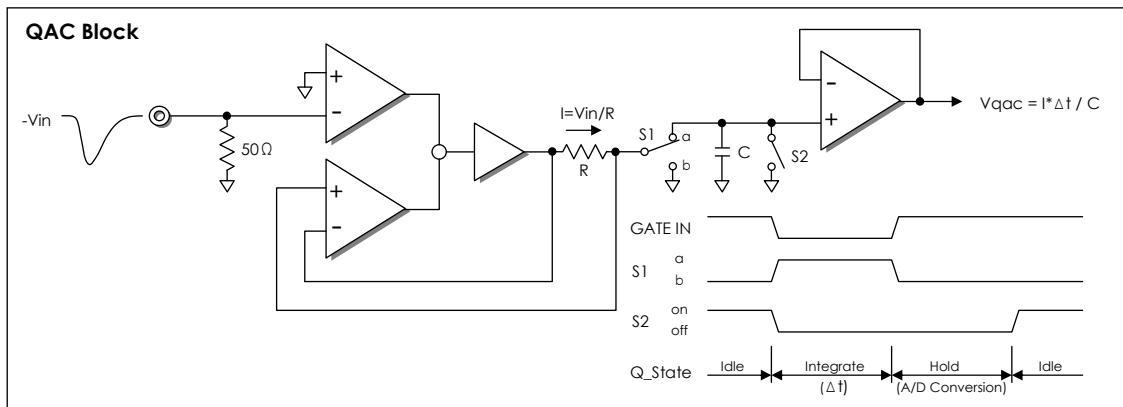 QAC Block
-Vin
50Ω
+
-
+
-
I=Vin/R
R
S1
a
b
C
S2
-
+
Vqac = I*Δt / C
GATE IN
S1
a
b
S2
on
off
Q_State
Idle
Integrate
(Δt)
Hold
(A/D Conversion)
Idle